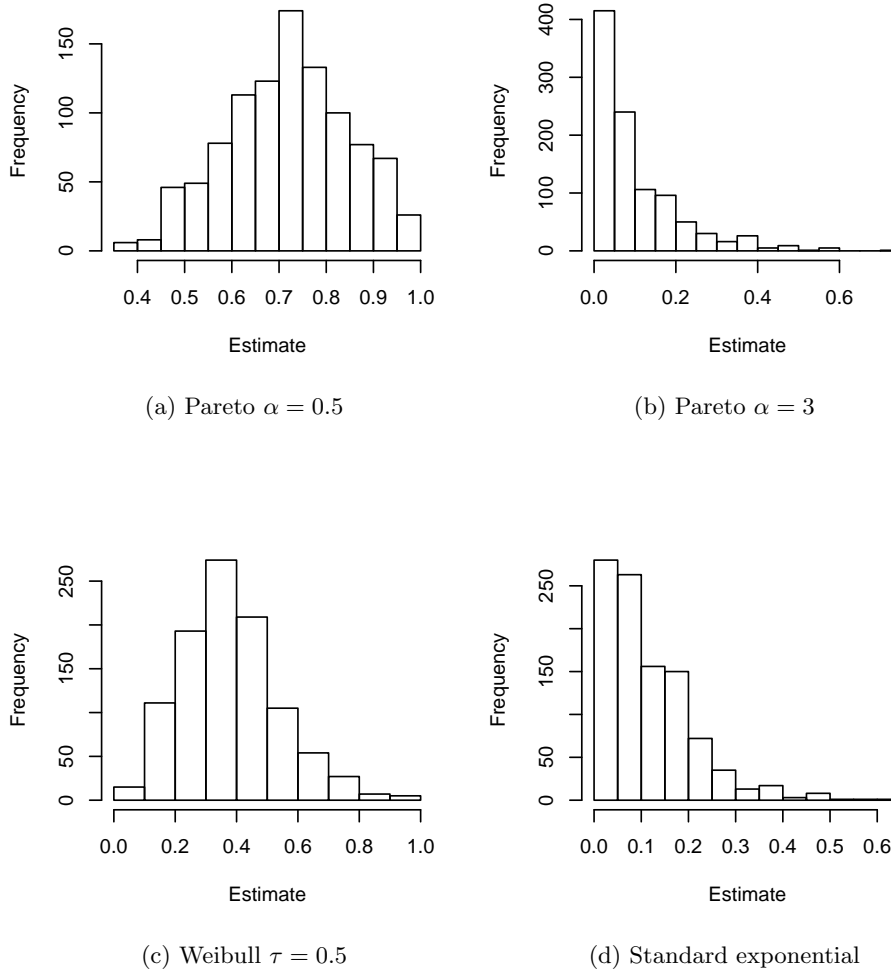 Frequency
0 50 100 150
0.4 0.5 0.6 0.7 0.8 0.9 1.0
Estimate
(a) Pareto α = 0.5
Frequency
0 100 200 300 400
0.0 0.2 0.4 0.6
Estimate
(b) Pareto α = 3
Frequency
0 50 150 250
0.0 0.2 0.4 0.6 0.8 1.0
Estimate
(c) Weibull τ = 0.5
Frequency
0 50 150 250
0.0 0.1 0.2 0.3 0.4 0.5 0.6
Estimate
(d) Standard exponential